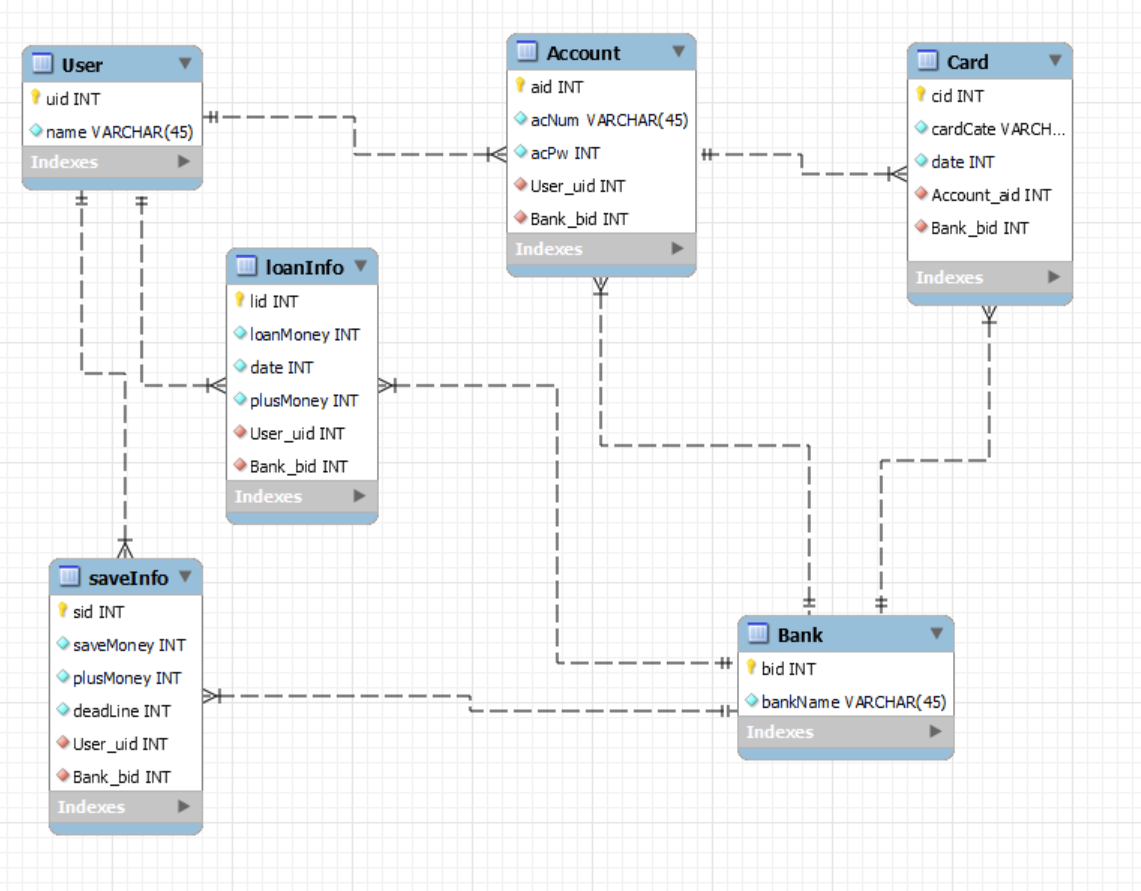 User
uid INT
name VARCHAR(45)
Indexes
Account
aid INT
acNum VARCHAR(45)
acPw INT
User_uid INT
Bank_bid INT
Indexes
Card
cid INT
cardCate VARCH...
date INT
Account_aid INT
Bank_bid INT
Indexes
loanInfo
lid INT
loanMoney INT
date INT
plusMoney INT
User_uid INT
Bank_bid INT
Indexes
saveInfo
sid INT
saveMoney INT
plusMoney INT
deadLine INT
User_uid INT
Bank_bid INT
Indexes
Bank
bid INT
bankName VARCHAR(45)
Indexes